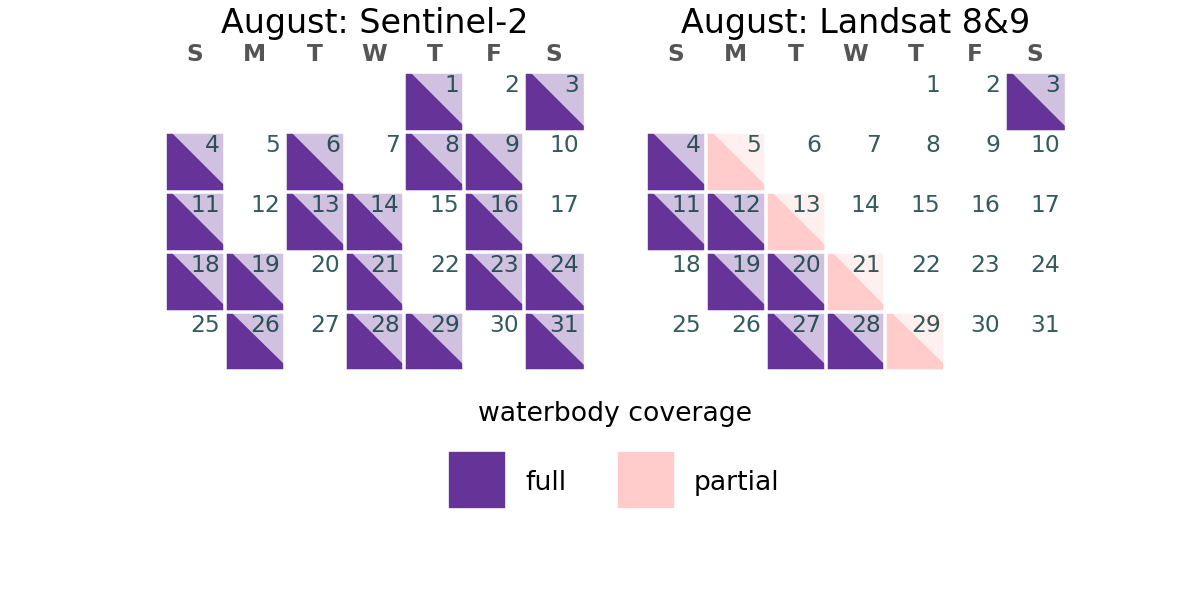 August: Sentinel-2
S M T W T F S
1 2 3
4 5 6 7 8 9 10
11 12 13 14 15 16 17
18 19 20 21 22 23 24
25 26 27 28 29 30 31
August: Landsat 8&9
S M T W T F S
1 2 3
4 5 6 7 8 9 10
11 12 13 14 15 16 17
18 19 20 21 22 23 24
25 26 27 28 29 30 31
waterbody coverage
full
partial